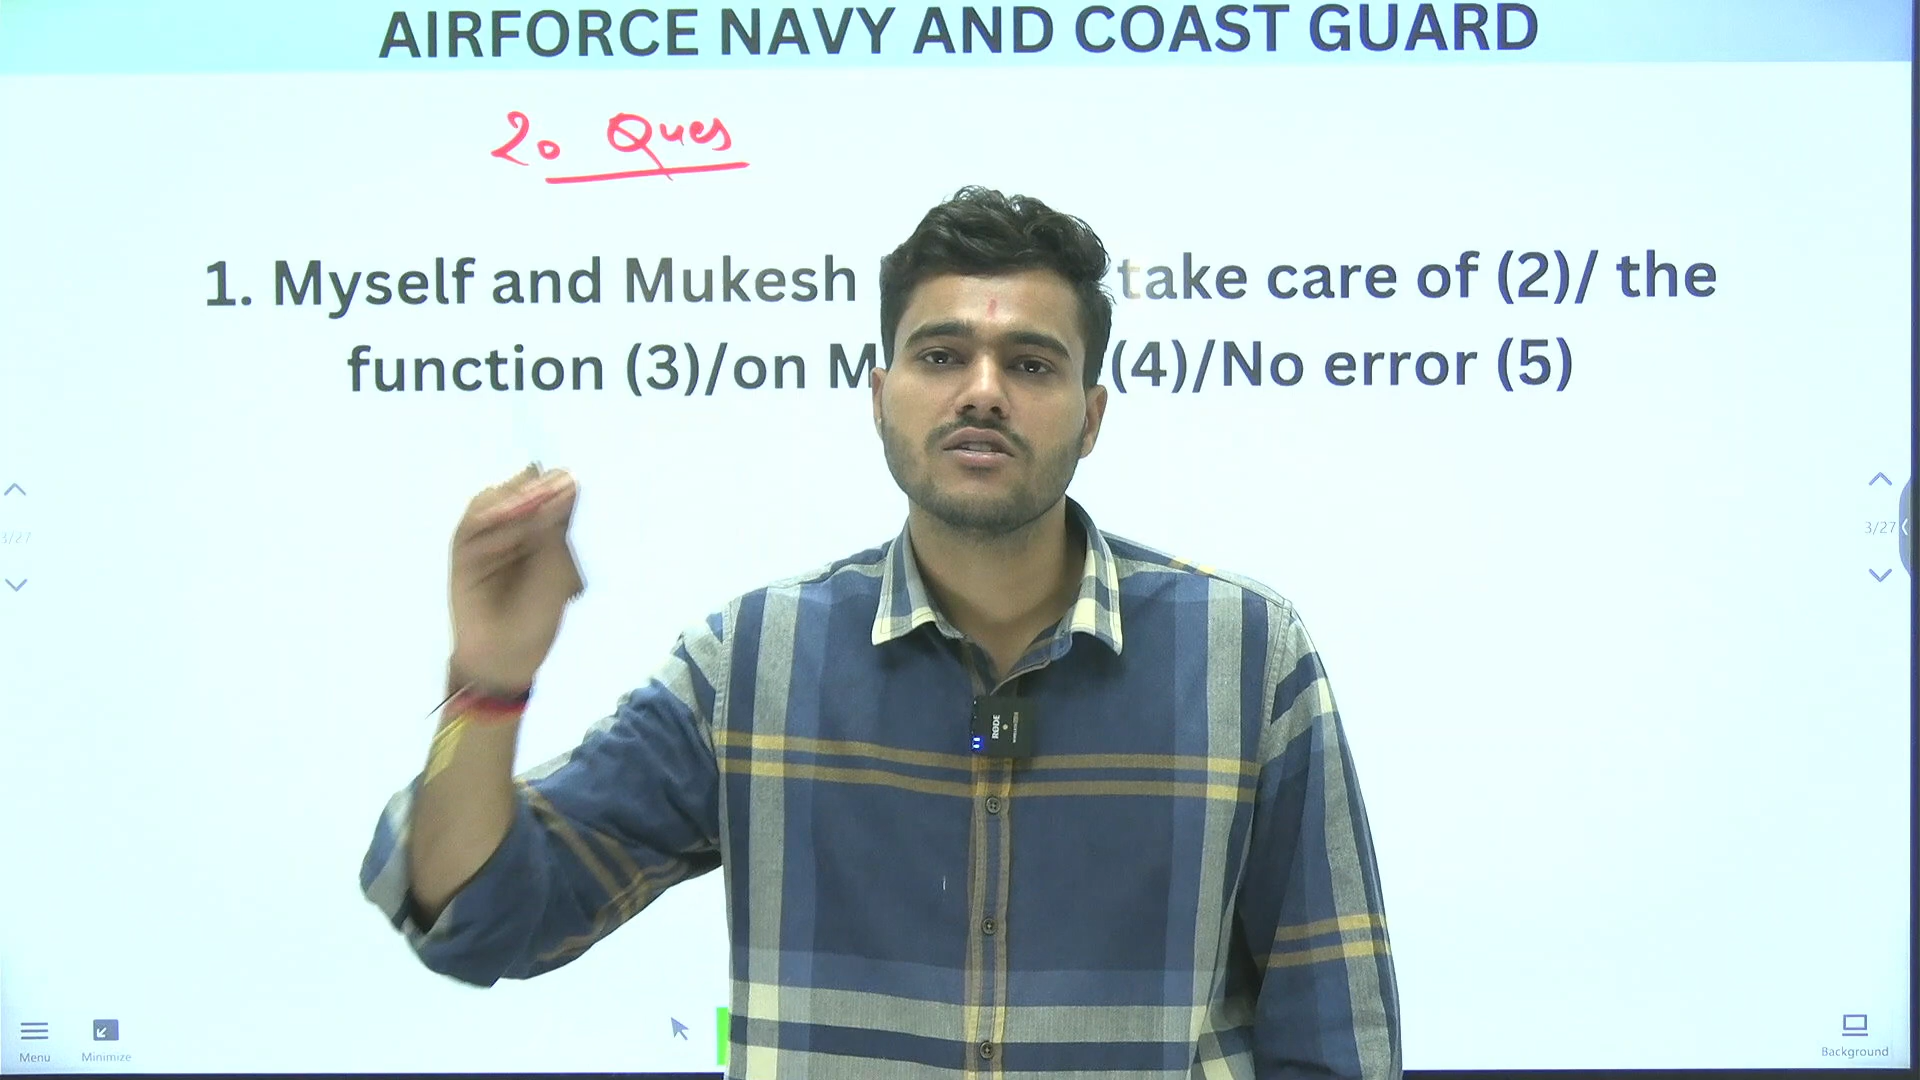 AIRFORCE NAVY AND COAST GUARD
20 Ques
1. Myself and Mukesh take care of (2)/ the
function (3)/on (4)/No error (5)
3/27
3/27
RODE
Menu
Minimize
Background